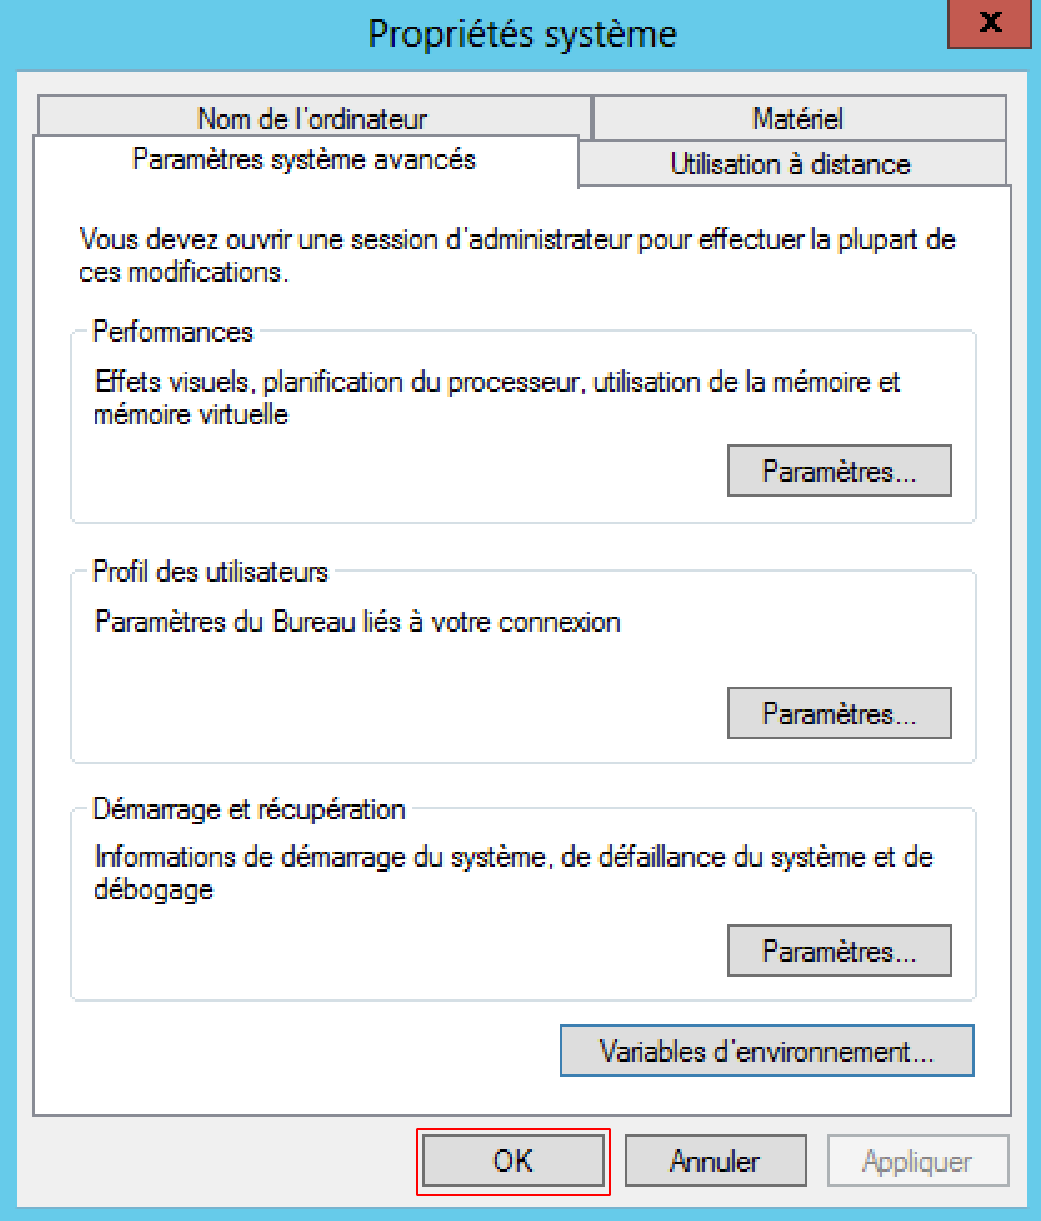 Propriétés système
x
Nom de l'ordinateur
Matériel
Paramètres système avancés
Utilisation à distance
Vous devez ouvrir une session d'administrateur pour effectuer la plupart de
ces modifications.
Performances
Effets visuels, planification du processeur, utilisation de la mémoire et
mémoire virtuelle
Paramètres...
Profil des utilisateurs
Paramètres du Bureau liés à votre connexion
Paramètres...
Démarrage et récupération
Informations de démarrage du système, de défaillance du système et de
débogage
Paramètres...
Variables d'environnement...
OK
Annuler
Appliquer